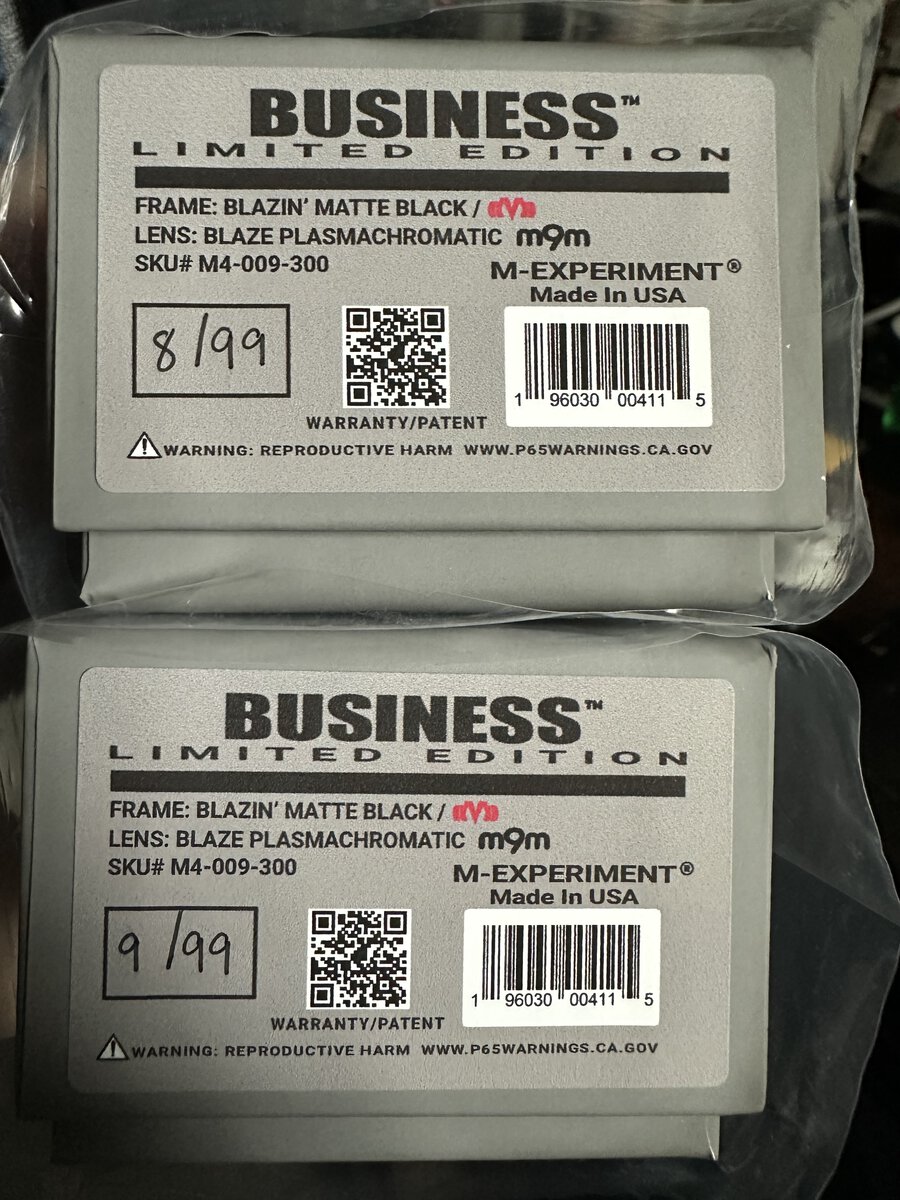 BUSINESS™
LIMITED EDITION
FRAME: BLAZIN' MATTE BLACK /
LENS: BLAZE PLASMACHROMATIC m9m
SKU# M4-009-300
M-EXPERIMENT®
Made In USA
8/99
1 96030 00411 5
WARRANTY/PATENT
WARNING: REPRODUCTIVE HARM WWW.P65WARNINGS.CA.GOV
BUSINESS™
LIMITED EDITION
FRAME: BLAZIN' MATTE BLACK /
LENS: BLAZE PLASMACHROMATIC m9m
SKU# M4-009-300
M-EXPERIMENT®
Made In USA
9/99
1 96030 00411 5
WARRANTY/PATENT
WARNING: REPRODUCTIVE HARM WWW.P65WARNINGS.CA.GOV